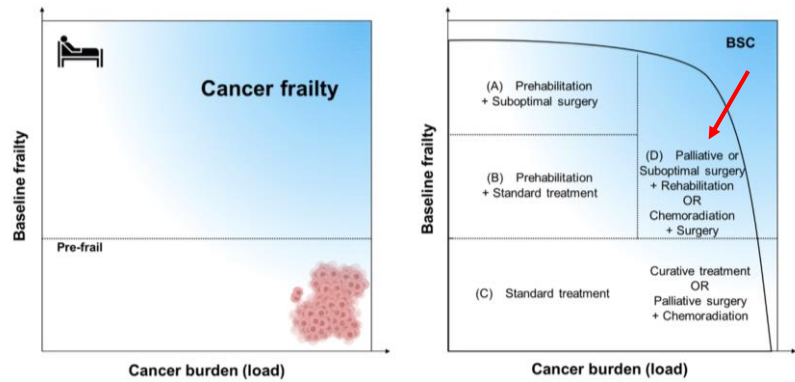 Baseline frailty
Cancer frailty
Pre-frail
Cancer burden (load)
Baseline frailty
BSC
(A) Prehabilitation
+ Suboptimal surgery
(B) Prehabilitation
+ Standard treatment
(D) Palliative or
Suboptimal surgery
+ Rehabilitation
OR
Chemoradiation
+ Surgery
(C) Standard treatment
Curative treatment
OR
Palliative surgery
+ Chemoradiation
Cancer burden (load)